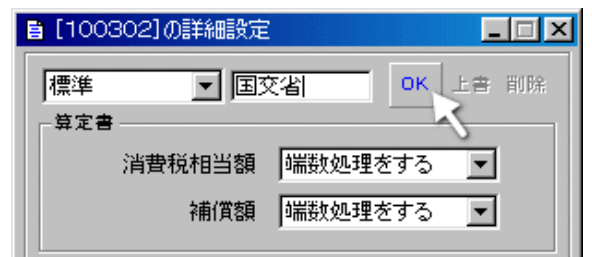 [100302]の詳細設定
標準 国交省 OK 上書 削除
算定書
消費税相当額 端数処理をする
補償額 端数処理をする